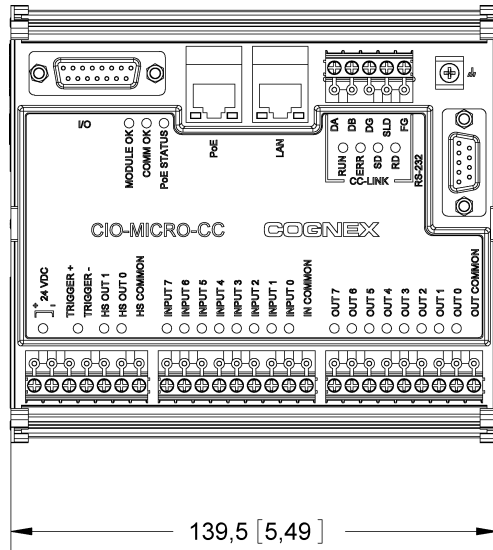 I/O
MODULE OK
COMM OK
PoE STATUS
PoE
LAN
DA
DB
DG
SLD
FG
RUN
ERR
SD
RD
CC-LINK
RS-232
CIO-MICRO-CC
COGNEX
+
-
24 VDC
TRIGGER +
TRIGGER -
HS OUT 1
HS OUT 0
HS COMMON
INPUT 7
INPUT 6
INPUT 5
INPUT 4
INPUT 3
INPUT 2
INPUT 1
INPUT 0
IN COMMON
OUT 7
OUT 6
OUT 5
OUT 4
OUT 3
OUT 2
OUT 1
OUT 0
OUT COMMON
139,5 [5,49]